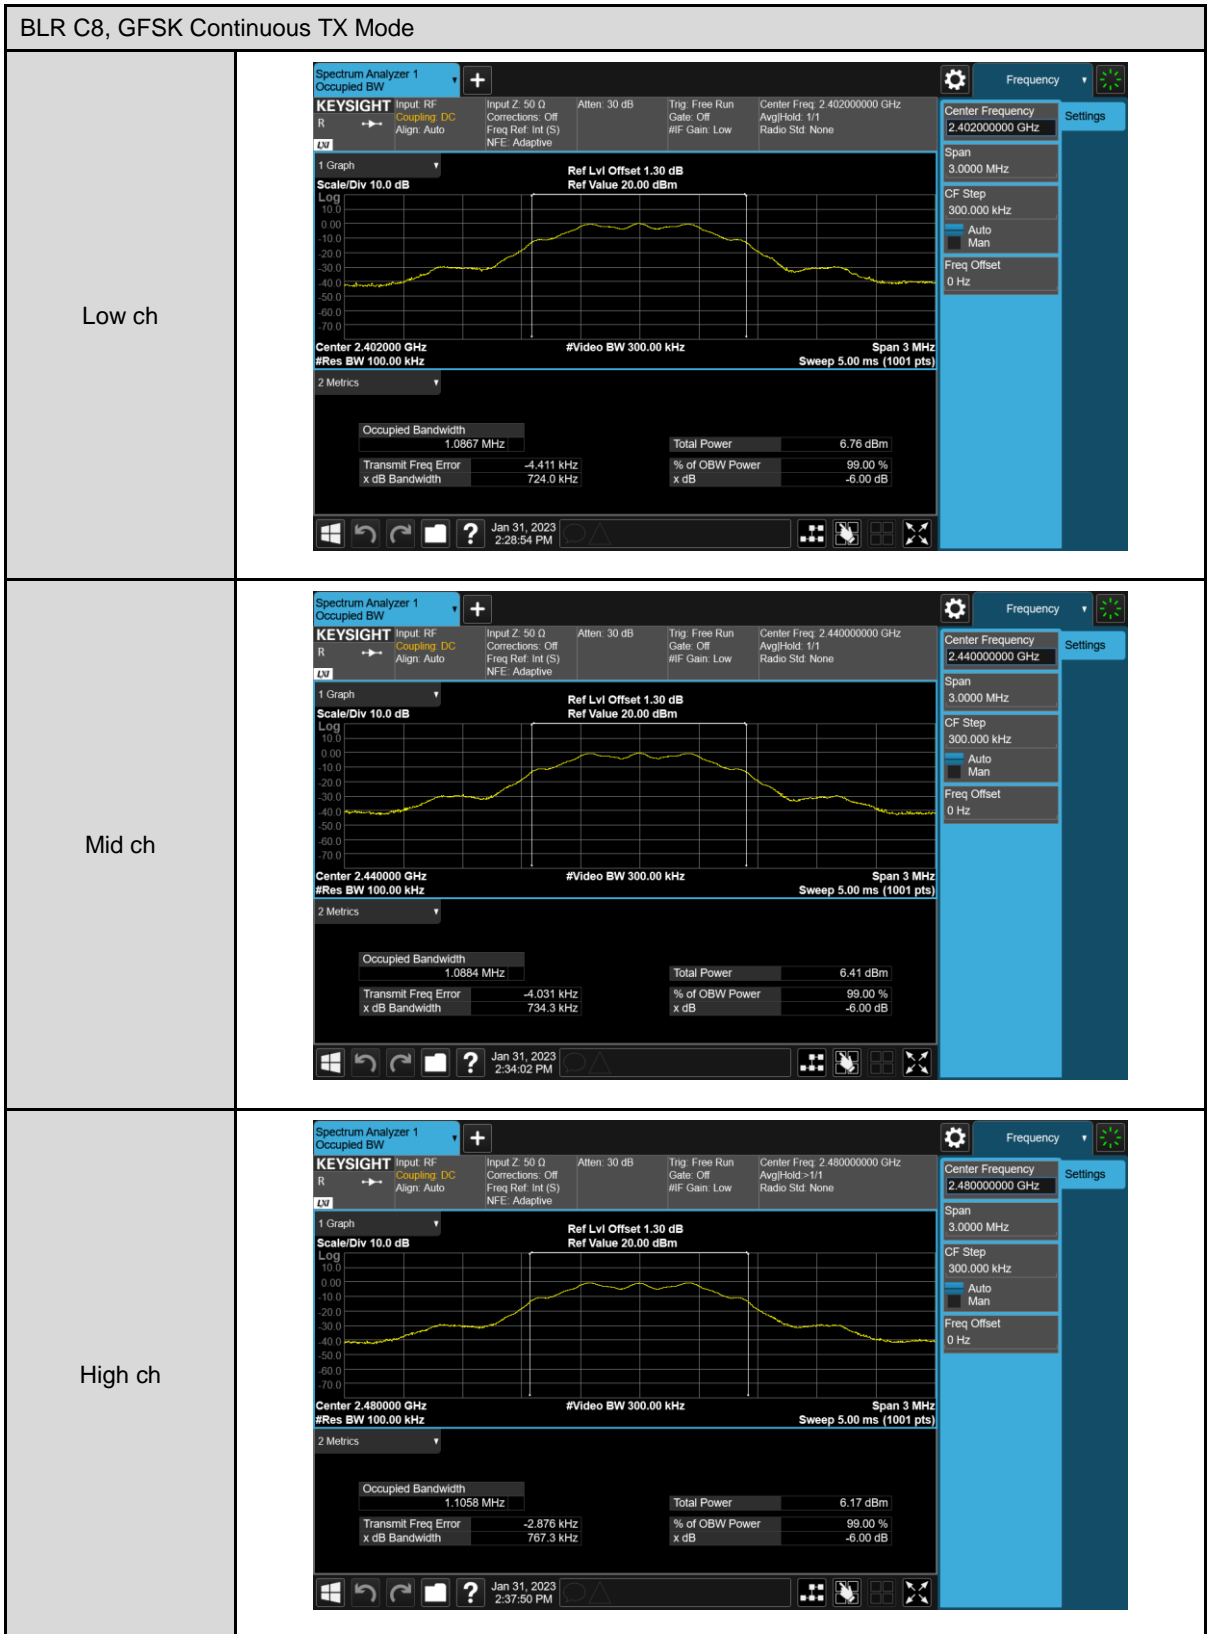 BLR C8, GFSK Continuous TX Mode
Low ch
Spectrum Analyzer 1
Occupied BW
Frequency
KEYSIGHT
R
LXI
Input: RF
Coupling: DC
Align: Auto
Input Z: 50 Ω
Corrections: Off
Freq Ref: Int (S)
NFE: Adaptive
Atten: 30 dB
Trig: Free Run
Gate: Off
#IF Gain: Low
Center Freq: 2.402000000 GHz
Avg|Hold: 1/1
Radio Std: None
Center Frequency
2.402000000 GHz
Settings
Span
3.0000 MHz
CF Step
300.000 kHz
Auto
Man
Freq Offset
0 Hz
1 Graph
Scale/Div 10.0 dB
Ref Lvl Offset 1.30 dB
Ref Value 20.00 dBm
Log
10.0
0.00
-10.0
-20.0
-30.0
-40.0
-50.0
-60.0
-70.0
Center 2.402000 GHz
#Video BW 300.00 kHz
Span 3 MHz
#Res BW 100.00 kHz
Sweep 5.00 ms (1001 pts)
2 Metrics
Occupied Bandwidth
1.0867 MHz
Total Power 6.76 dBm
Transmit Freq Error -4.411 kHz
% of OBW Power 99.00 %
x dB Bandwidth 724.0 kHz
x dB -6.00 dB
?
Jan 31, 2023
2:28:54 PM
Mid ch
Spectrum Analyzer 1
Occupied BW
Frequency
KEYSIGHT
R
LXI
Input: RF
Coupling: DC
Align: Auto
Input Z: 50 Ω
Corrections: Off
Freq Ref: Int (S)
NFE: Adaptive
Atten: 30 dB
Trig: Free Run
Gate: Off
#IF Gain: Low
Center Freq: 2.440000000 GHz
Avg|Hold: 1/1
Radio Std: None
Center Frequency
2.440000000 GHz
Settings
Span
3.0000 MHz
CF Step
300.000 kHz
Auto
Man
Freq Offset
0 Hz
1 Graph
Scale/Div 10.0 dB
Ref Lvl Offset 1.30 dB
Ref Value 20.00 dBm
Log
10.0
0.00
-10.0
-20.0
-30.0
-40.0
-50.0
-60.0
-70.0
Center 2.440000 GHz
#Video BW 300.00 kHz
Span 3 MHz
#Res BW 100.00 kHz
Sweep 5.00 ms (1001 pts)
2 Metrics
Occupied Bandwidth
1.0884 MHz
Total Power 6.41 dBm
Transmit Freq Error -4.031 kHz
% of OBW Power 99.00 %
x dB Bandwidth 734.3 kHz
x dB -6.00 dB
?
Jan 31, 2023
2:34:02 PM
High ch
Spectrum Analyzer 1
Occupied BW
Frequency
KEYSIGHT
R
LXI
Input: RF
Coupling: DC
Align: Auto
Input Z: 50 Ω
Corrections: Off
Freq Ref: Int (S)
NFE: Adaptive
Atten: 30 dB
Trig: Free Run
Gate: Off
#IF Gain: Low
Center Freq: 2.480000000 GHz
Avg|Hold:>1/1
Radio Std: None
Center Frequency
2.480000000 GHz
Settings
Span
3.0000 MHz
CF Step
300.000 kHz
Auto
Man
Freq Offset
0 Hz
1 Graph
Scale/Div 10.0 dB
Ref Lvl Offset 1.30 dB
Ref Value 20.00 dBm
Log
10.0
0.00
-10.0
-20.0
-30.0
-40.0
-50.0
-60.0
-70.0
Center 2.480000 GHz
#Video BW 300.00 kHz
Span 3 MHz
#Res BW 100.00 kHz
Sweep 5.00 ms (1001 pts)
2 Metrics
Occupied Bandwidth
1.1058 MHz
Total Power 6.17 dBm
Transmit Freq Error -2.876 kHz
% of OBW Power 99.00 %
x dB Bandwidth 767.3 kHz
x dB -6.00 dB
?
Jan 31, 2023
2:37:50 PM